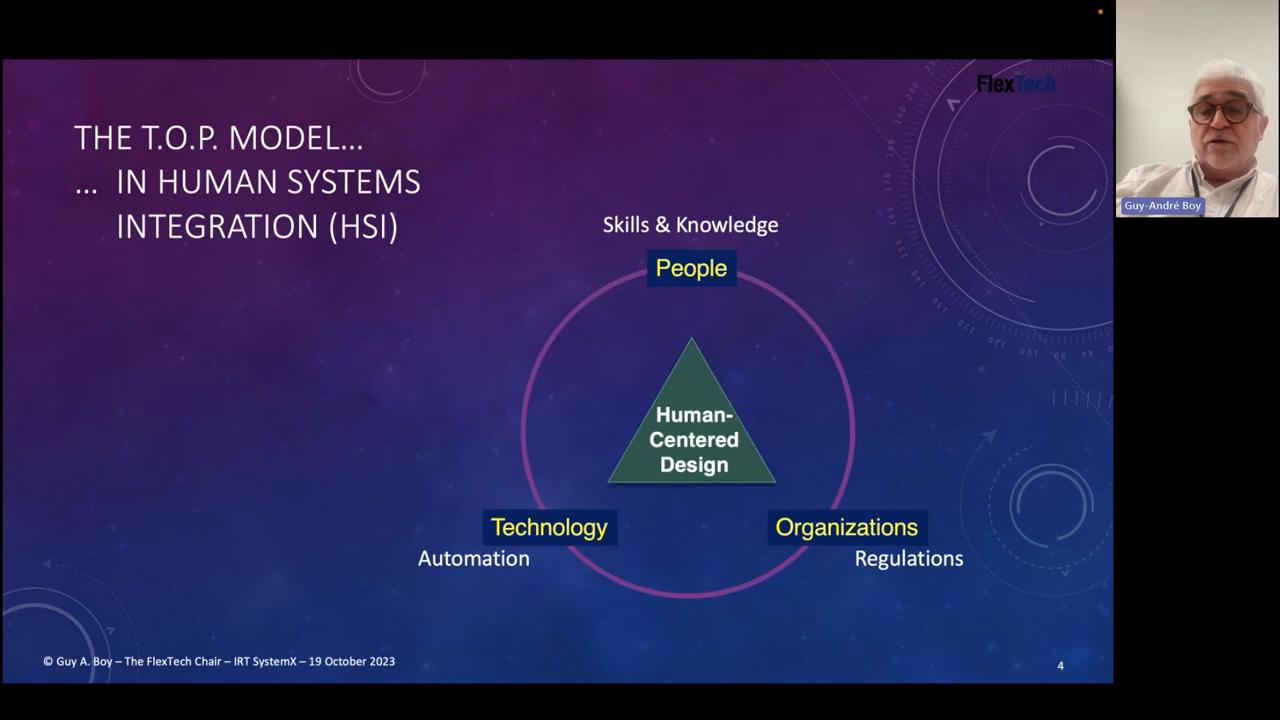 FlexTech
THE T.O.P. MODEL...
... IN HUMAN SYSTEMS
INTEGRATION (HSI)
Skills & Knowledge
People
Human-
Centered
Design
Technology
Organizations
Automation
Regulations
© Guy A. Boy – The FlexTech Chair – IRT SystemX – 19 October 2023
4
Guy-André Boy